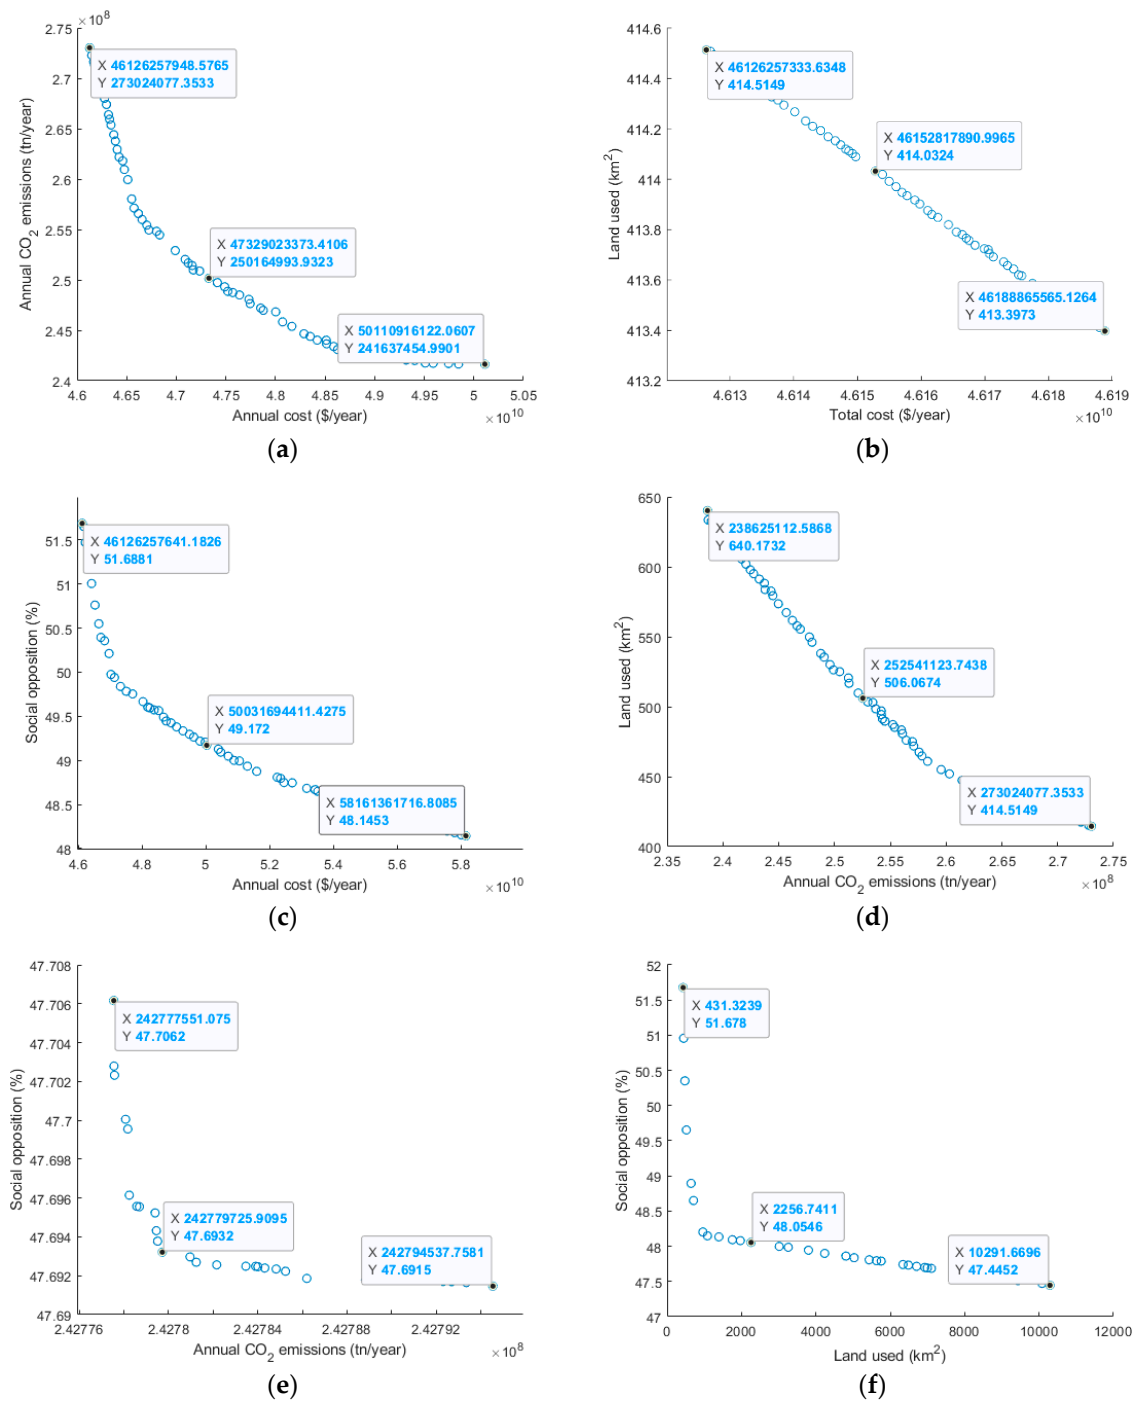 ×10^8
2.75
2.7
2.65
2.6
2.55
2.5
2.45
2.4
Annual CO2 emissions (tn/year)
X 46126257948.5765
Y 273024077.3533
X 47329023373.4106
Y 250164993.9323
X 50110916122.0607
Y 241637454.9901
4.6 4.65 4.7 4.75 4.8 4.85 4.9 4.95 5 5.05
Annual cost ($/year)
×10^10
(a)
414.6
414.4
414.2
414
413.8
413.6
413.4
413.2
Land used (km2)
X 46126257333.6348
Y 414.5149
X 46152817890.9965
Y 414.0324
X 46188865565.1264
Y 413.3973
4.613 4.614 4.615 4.616 4.617 4.618 4.619
Total cost ($/year)
×10^10
(b)
51.5
51
50.5
50
49.5
49
48.5
48
Social opposition (%)
X 46126257641.1826
Y 51.6881
X 50031694411.4275
Y 49.172
X 58161361716.8085
Y 48.1453
4.6 4.8 5 5.2 5.4 5.6 5.8
Annual cost ($/year)
×10^10
(c)
650
600
550
500
450
400
Land used (km2)
X 238625112.5868
Y 640.1732
X 252541123.7438
Y 506.0674
X 273024077.3533
Y 414.5149
2.35 2.4 2.45 2.5 2.55 2.6 2.65 2.7 2.75
Annual CO2 emissions (tn/year)
×10^8
(d)
47.708
47.706
47.704
47.702
47.7
47.698
47.696
47.694
47.692
47.69
Social opposition (%)
X 242777551.075
Y 47.7062
X 242779725.9095
Y 47.6932
X 242794537.7581
Y 47.6915
2.42776 2.4278 2.42784 2.42788 2.42792
Annual CO2 emissions (tn/year)
×10^8
(e)
52
51.5
51
50.5
50
49.5
49
48.5
48
47.5
47
Social opposition (%)
X 431.3239
Y 51.678
X 2256.7411
Y 48.0546
X 10291.6696
Y 47.4452
0 2000 4000 6000 8000 10000 12000
Land used (km2)
(f)